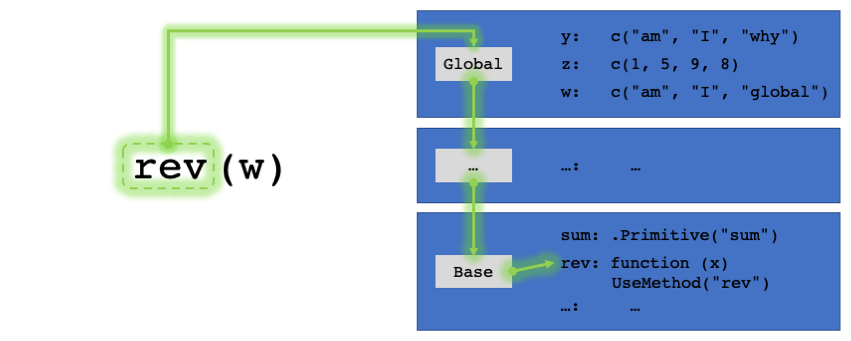 rev(w)
Global
y: c("am", "I", "why")
z: c(1, 5, 9, 8)
w: c("am", "I", "global")
…
…: …
Base
sum: .Primitive("sum")
rev: function (x)
UseMethod("rev")
…: …